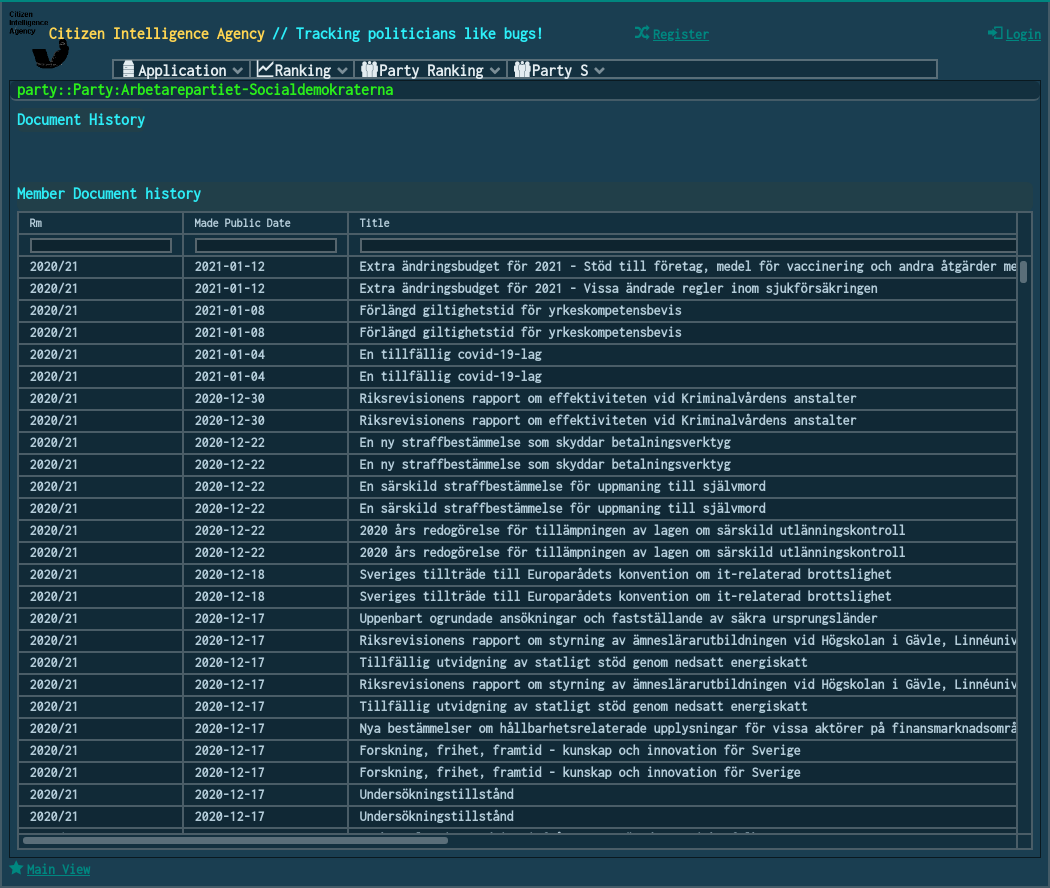 Citizen
Intelligence
Agency
Citizen Intelligence Agency // Tracking politicians like bugs!
Register
Login
Application
Ranking
Party Ranking
Party S
party::Party:Arbetarepartiet-Socialdemokraterna
Document History
Member Document history
Rm Made Public Date Title
2020/21 2021-01-12 Extra ändringsbudget för 2021 - Stöd till företag, medel för vaccinering och andra åtgärder me
2020/21 2021-01-12 Extra ändringsbudget för 2021 - Vissa ändrade regler inom sjukförsäkringen
2020/21 2021-01-08 Förlängd giltighetstid för yrkeskompetensbevis
2020/21 2021-01-08 Förlängd giltighetstid för yrkeskompetensbevis
2020/21 2021-01-04 En tillfällig covid-19-lag
2020/21 2021-01-04 En tillfällig covid-19-lag
2020/21 2020-12-30 Riksrevisionens rapport om effektiviteten vid Kriminalvårdens anstalter
2020/21 2020-12-30 Riksrevisionens rapport om effektiviteten vid Kriminalvårdens anstalter
2020/21 2020-12-22 En ny straffbestämmelse som skyddar betalningsverktyg
2020/21 2020-12-22 En ny straffbestämmelse som skyddar betalningsverktyg
2020/21 2020-12-22 En särskild straffbestämmelse för uppmaning till självmord
2020/21 2020-12-22 En särskild straffbestämmelse för uppmaning till självmord
2020/21 2020-12-22 2020 års redogörelse för tillämpningen av lagen om särskild utlänningskontroll
2020/21 2020-12-22 2020 års redogörelse för tillämpningen av lagen om särskild utlänningskontroll
2020/21 2020-12-18 Sveriges tillträde till Europarådets konvention om it-relaterad brottslighet
2020/21 2020-12-18 Sveriges tillträde till Europarådets konvention om it-relaterad brottslighet
2020/21 2020-12-17 Uppenbart ogrundade ansökningar och fastställande av säkra ursprungsländer
2020/21 2020-12-17 Riksrevisionens rapport om styrning av ämneslärarutbildningen vid Högskolan i Gävle, Linnéuniv
2020/21 2020-12-17 Tillfällig utvidgning av statligt stöd genom nedsatt energiskatt
2020/21 2020-12-17 Riksrevisionens rapport om styrning av ämneslärarutbildningen vid Högskolan i Gävle, Linnéuniv
2020/21 2020-12-17 Tillfällig utvidgning av statligt stöd genom nedsatt energiskatt
2020/21 2020-12-17 Nya bestämmelser om hållbarhetsrelaterade upplysningar för vissa aktörer på finansmarknadsområ
2020/21 2020-12-17 Forskning, frihet, framtid - kunskap och innovation för Sverige
2020/21 2020-12-17 Forskning, frihet, framtid - kunskap och innovation för Sverige
2020/21 2020-12-17 Undersökningstillstånd
2020/21 2020-12-17 Undersökningstillstånd
Main View